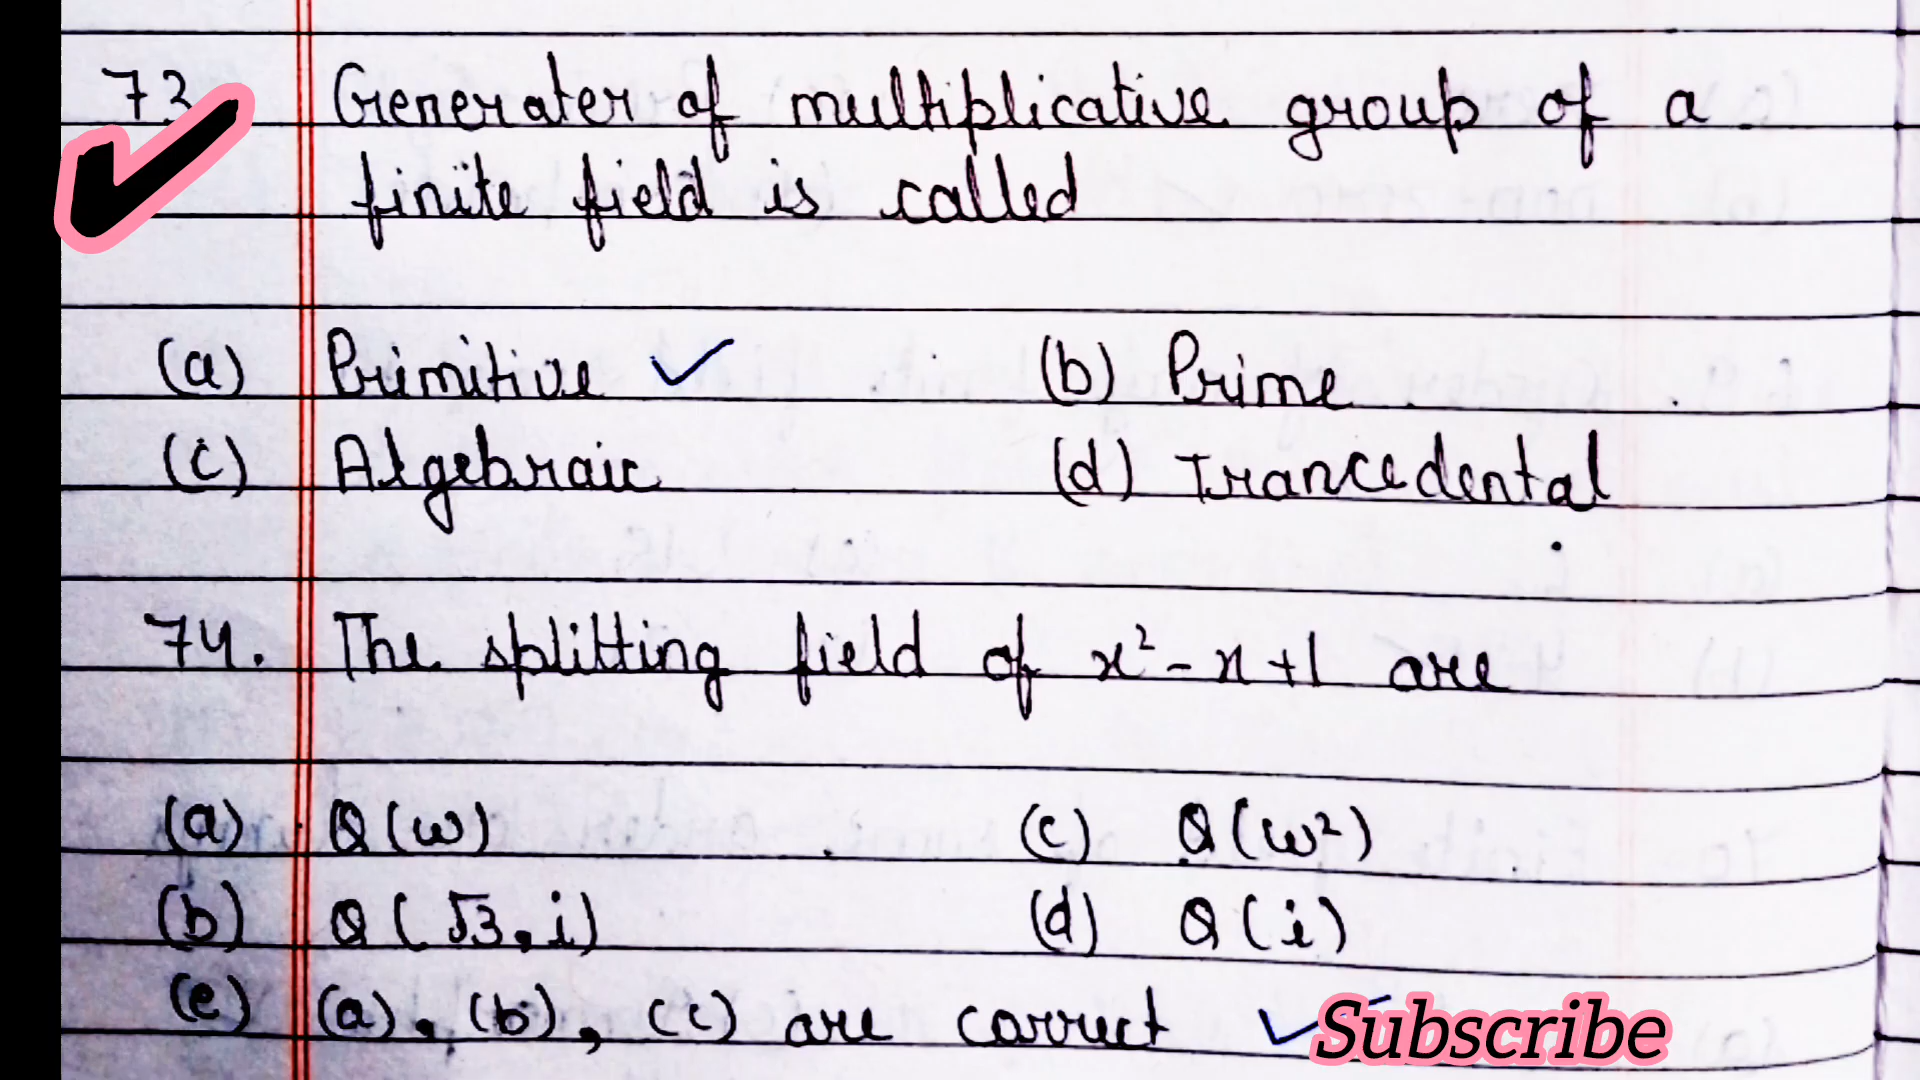 73. Generater of multiplicative group of a
finite field is called
(a) Primitive ✓ (b) Prime
(c) Algebraic (d) Trancedental
74. The splitting field of x² - x + 1 are
(a) Q(ω) (c) Q(ω²)
(b) Q(√3, i) (d) Q(i)
(e) (a), (b), (c) are correct ✓
Subscribe